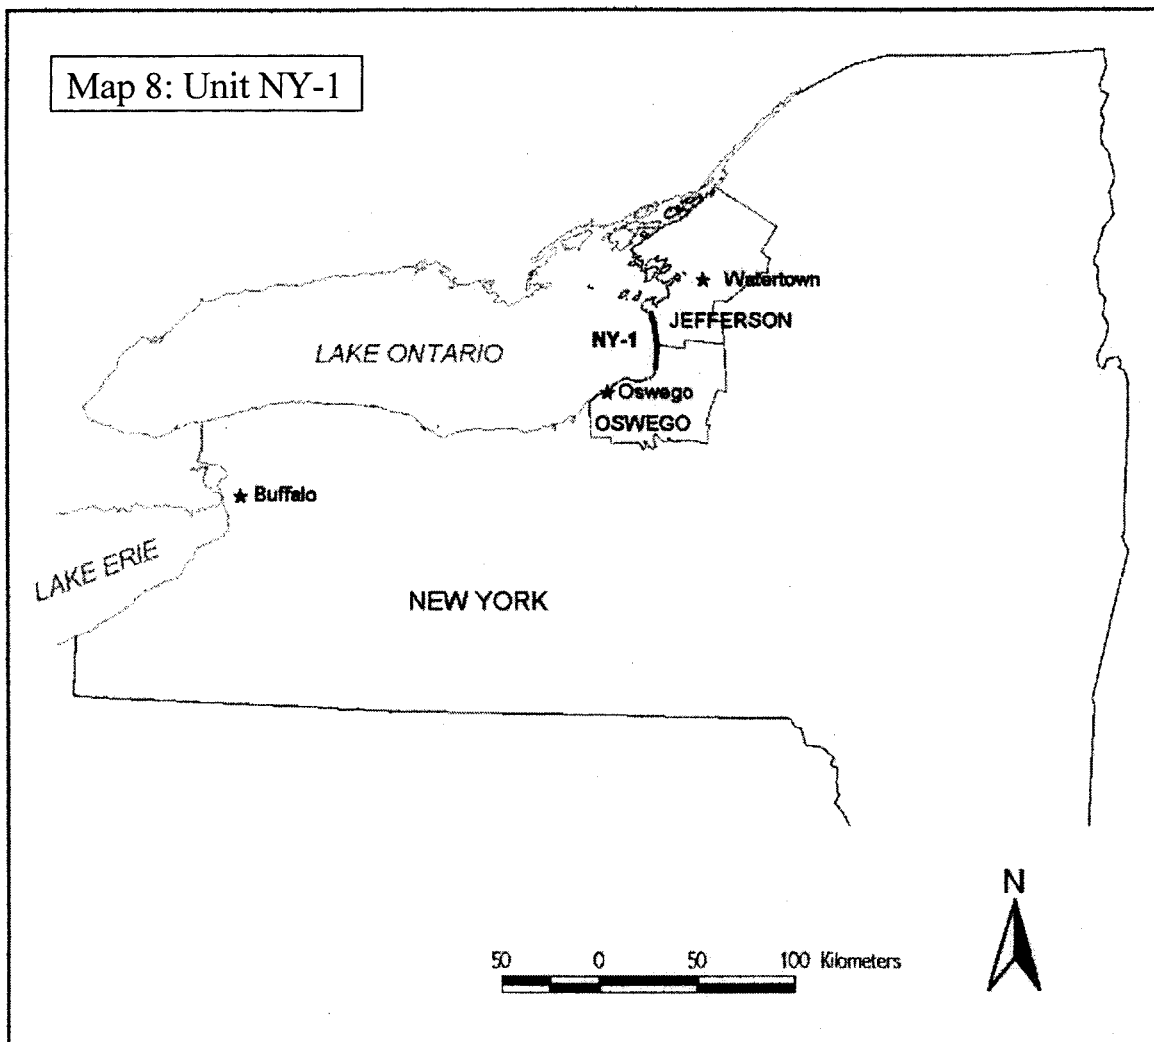 Map 8: Unit NY-1
Watertown
JEFFERSON
NY-1
LAKE ONTARIO
Oswego
OSWEGO
Buffalo
LAKE ERIE
NEW YORK
N
50 0 50 100 Kilometers